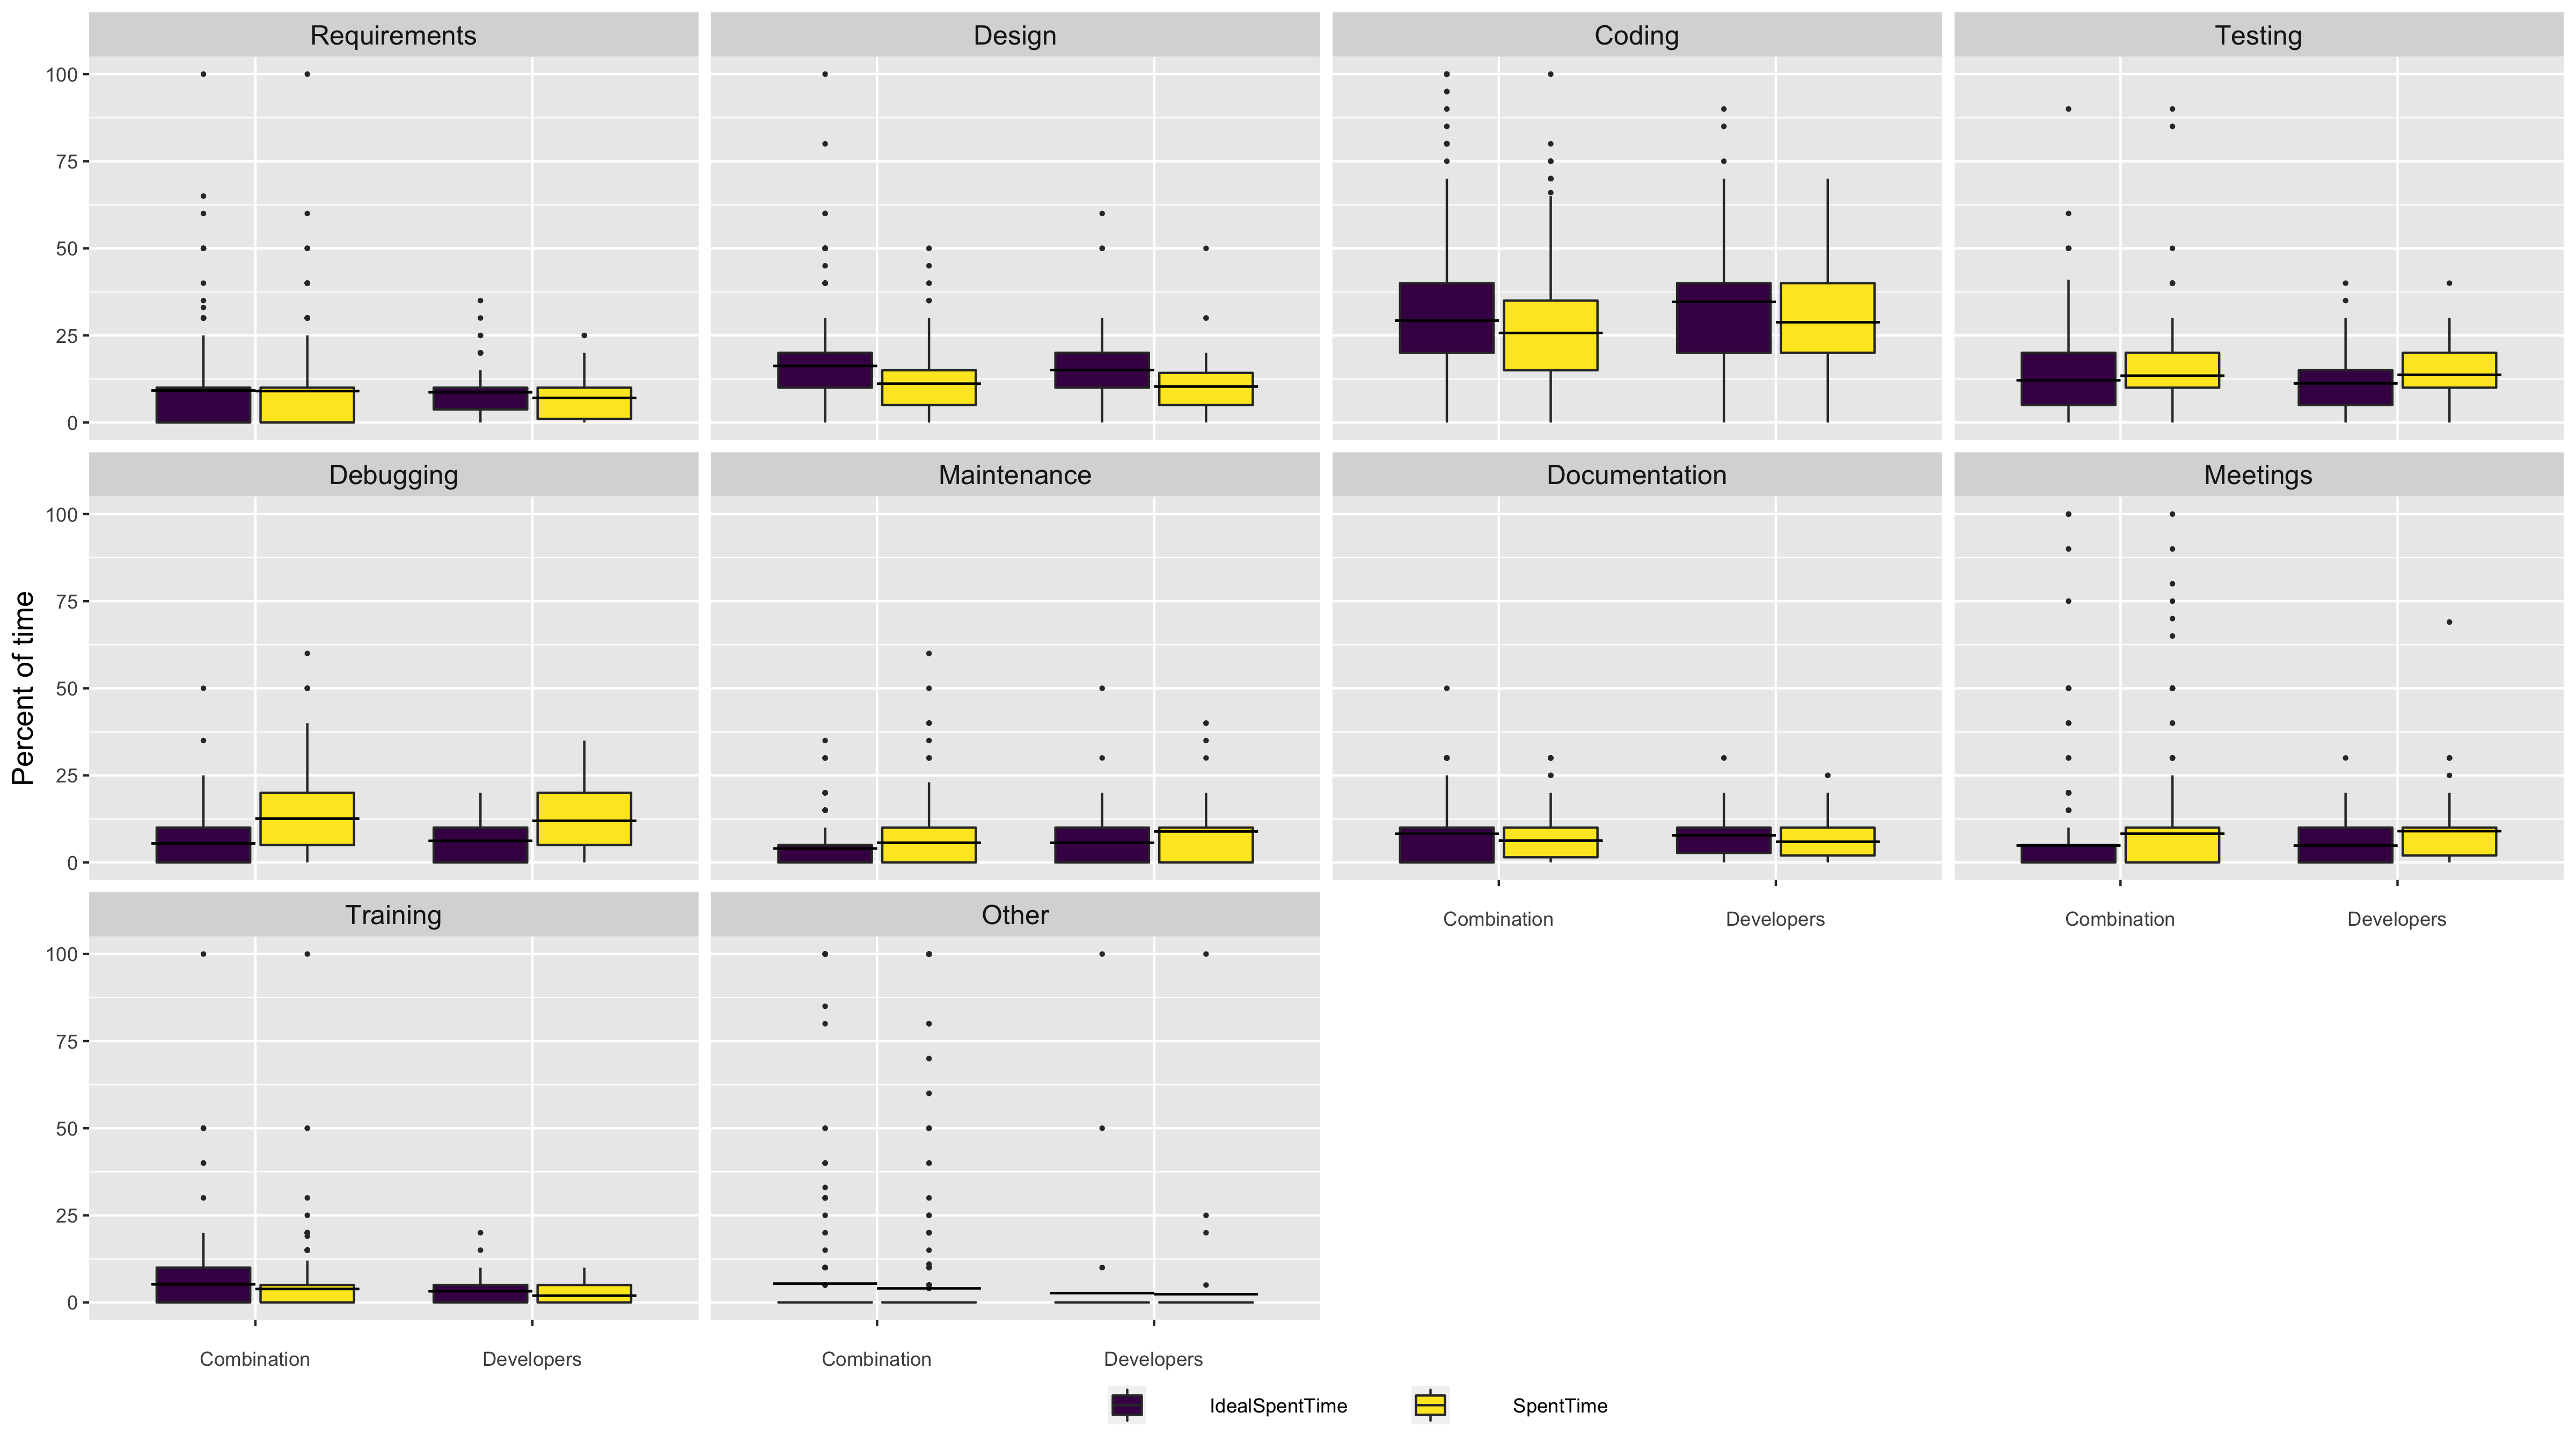 Requirements
Design
Coding
Testing
100
75
50
25
0
Debugging
Maintenance
Documentation
Meetings
Percent of time
100
75
50
25
0
Combination
Developers
Combination
Developers
Training
Other
100
75
50
25
0
Combination
Developers
Combination
Developers
IdealSpentTime
SpentTime